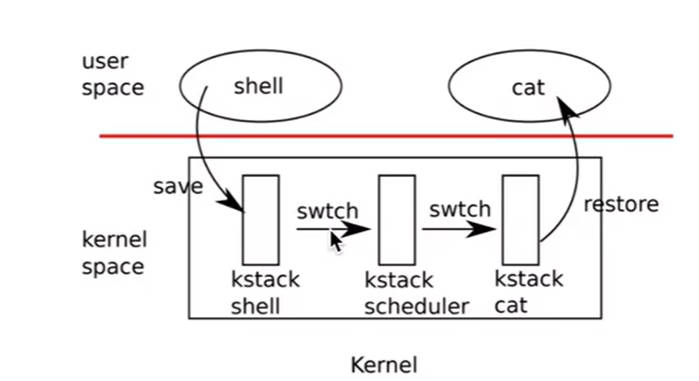 user
space
shell
cat
save
swtch
swtch
restore
kernel
space
kstack
shell
kstack
scheduler
kstack
cat
Kernel